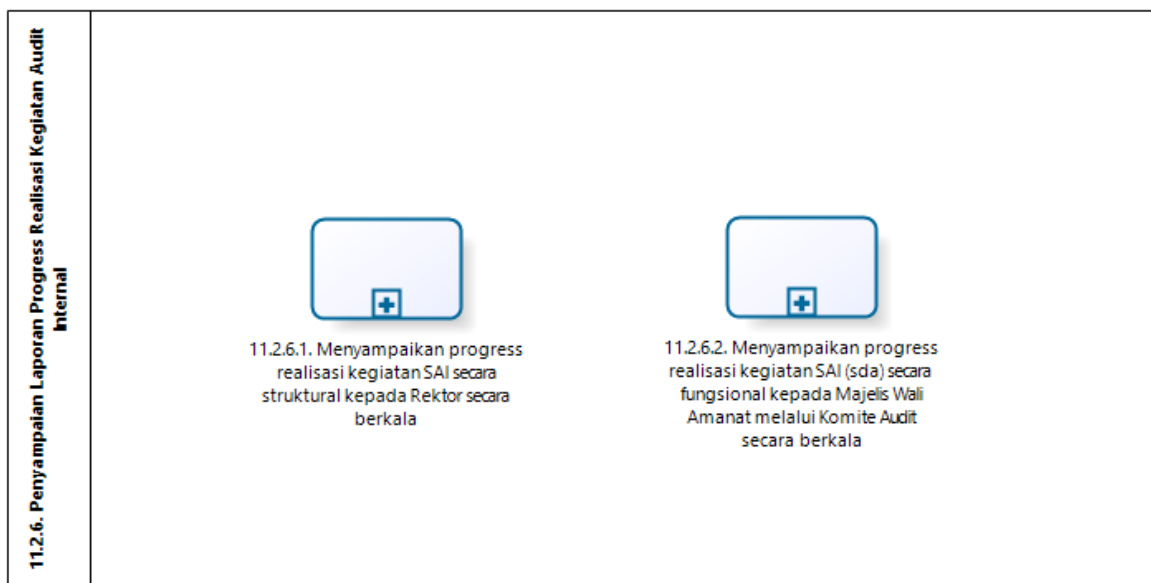 11.2.6. Penyampaian Laporan Progress Realisasi Kegiatan Audit
Internal
11.2.6.1. Menyampaikan progress
realisasi kegiatan SAI secara
struktural kepada Rektor secara
berkala
11.2.6.2. Menyampaikan progress
realisasi kegiatan SAI (sda) secara
fungsional kepada Majelis Wali
Amanat melalui Komite Audit
secara berkala